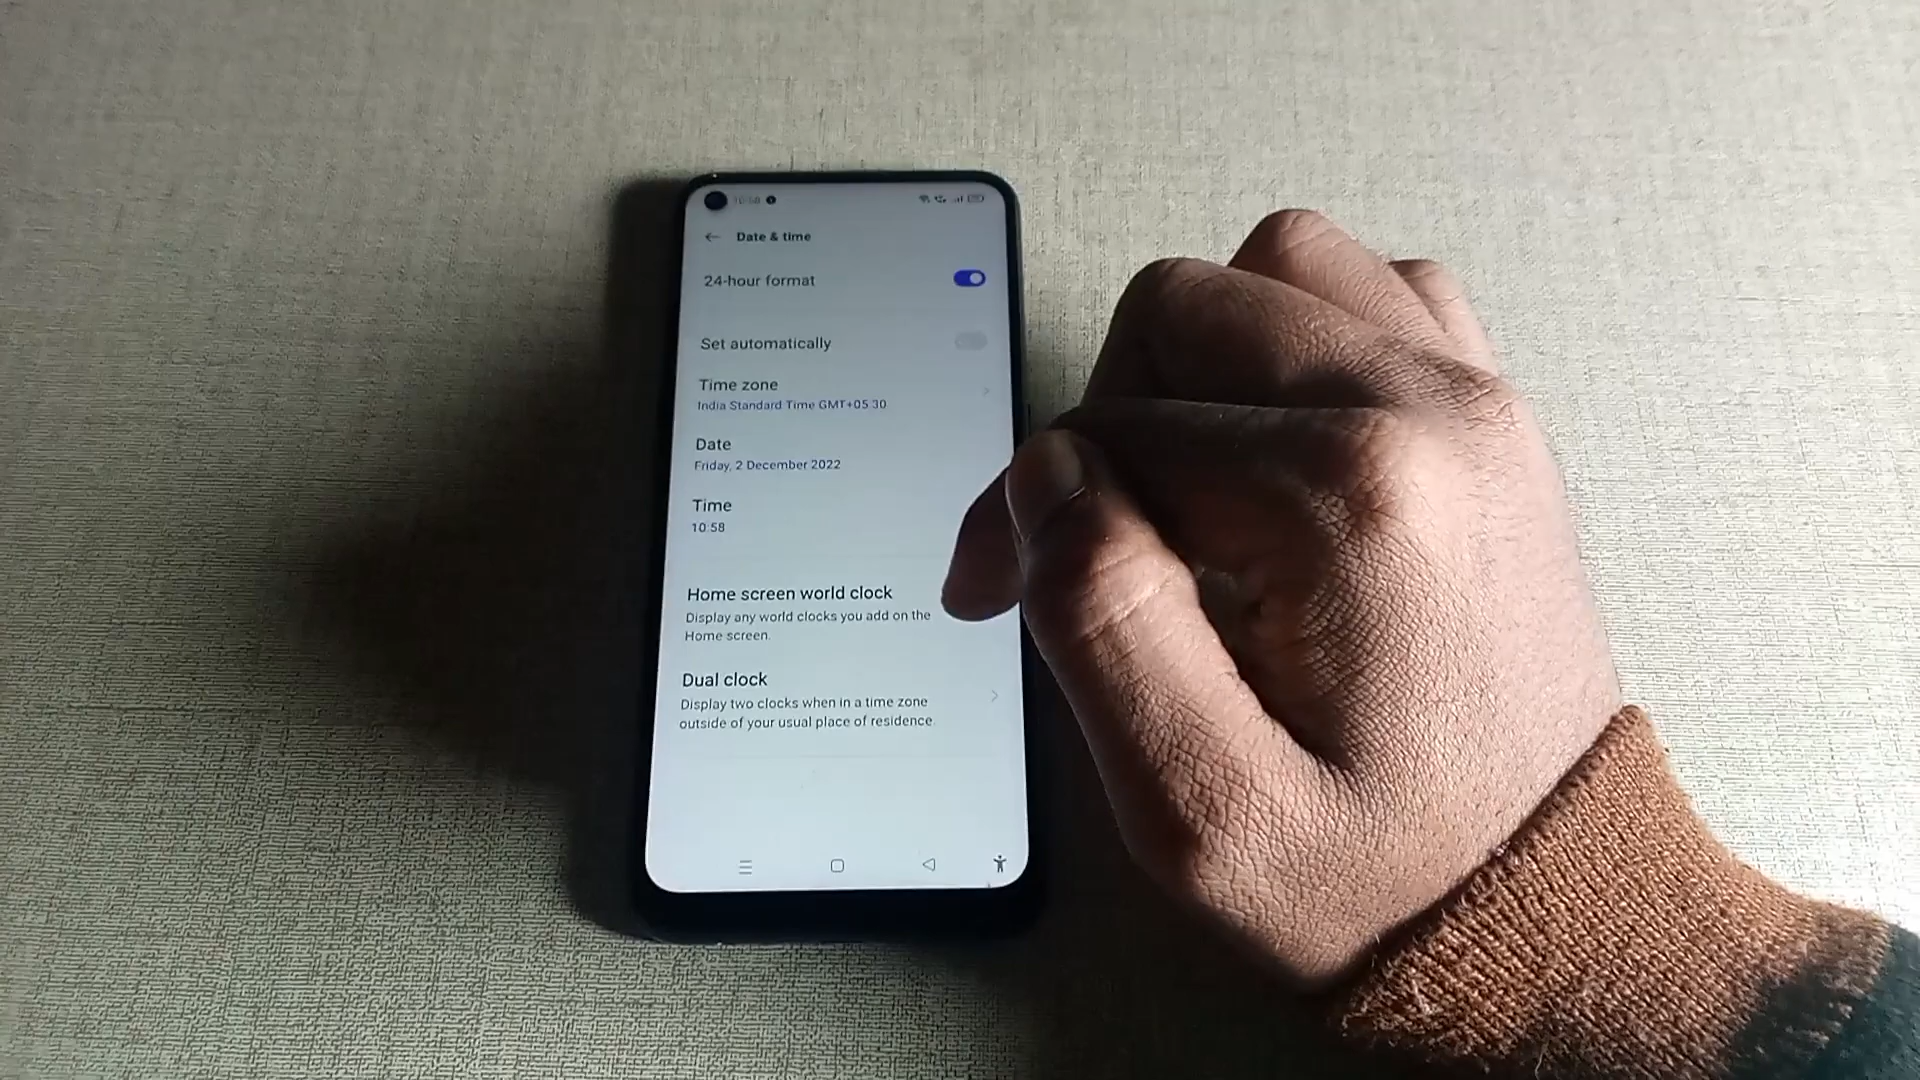 10:58
Date & time
24-hour format
Set automatically
Time zone
India Standard Time GMT+05:30
Date
Friday, 2 December 2022
Time
10:58
Home screen world clock
Display any world clocks you add on the
Home screen.
Dual clock
Display two clocks when in a time zone
outside of your usual place of residence.